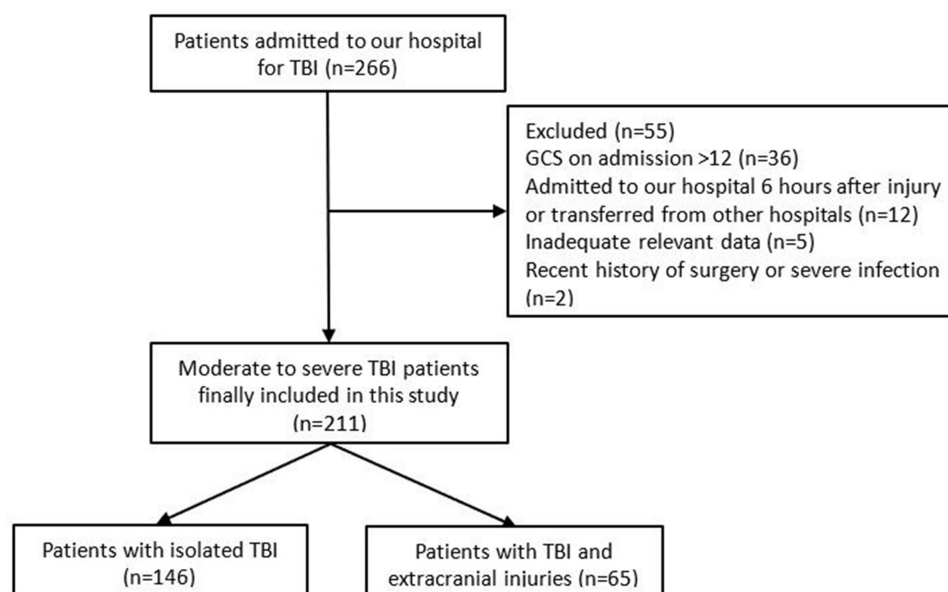 Patients admitted to our hospital
for TBI (n=266)
Excluded (n=55)
GCS on admission >12 (n=36)
Admitted to our hospital 6 hours after injury
or transferred from other hospitals (n=12)
Inadequate relevant data (n=5)
Recent history of surgery or severe infection
(n=2)
Moderate to severe TBI patients
finally included in this study
(n=211)
Patients with isolated TBI
(n=146)
Patients with TBI and
extracranial injuries (n=65)